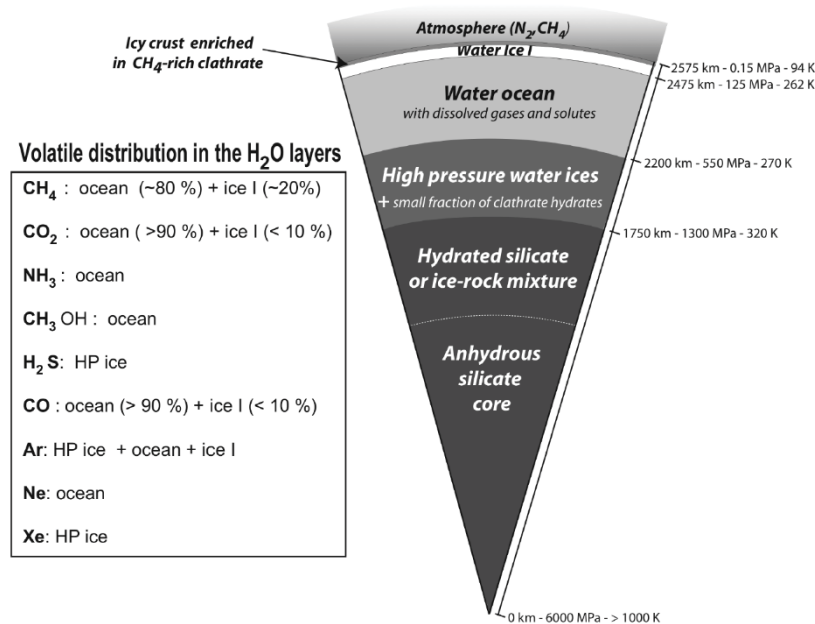 Atmosphere (N2,CH4)
Icy crust enriched
in CH4-rich clathrate
Water Ice I
2575 km - 0.15 MPa - 94 K
2475 km - 125 MPa - 262 K
Water ocean
with dissolved gases and solutes
Volatile distribution in the H2O layers
CH4 : ocean (~80 %) + ice I (~20%)
CO2 : ocean ( >90 %) + ice I (< 10 %)
NH3 : ocean
CH3 OH : ocean
H2 S: HP ice
CO : ocean (> 90 %) + ice I (< 10 %)
Ar: HP ice + ocean + ice I
Ne: ocean
Xe: HP ice
2200 km - 550 MPa - 270 K
High pressure water ices
+ small fraction of clathrate hydrates
1750 km - 1300 MPa - 320 K
Hydrated silicate
or ice-rock mixture
Anhydrous
silicate
core
0 km - 6000 MPa - > 1000 K